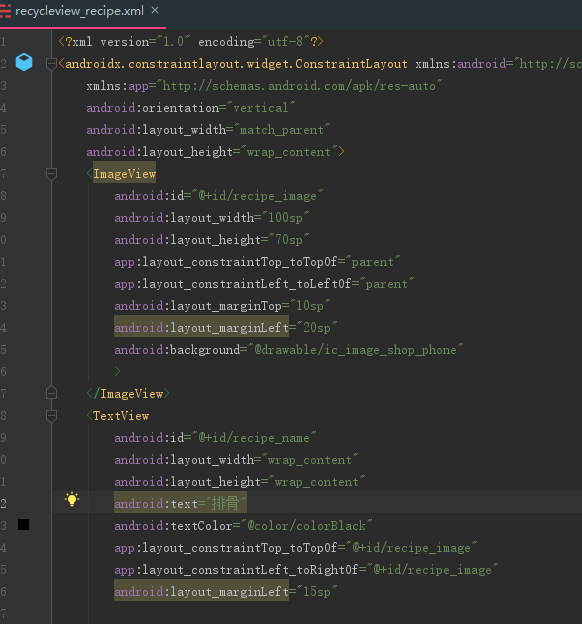 recycleview_recipe.xml ×
1 <?xml version="1.0" encoding="utf-8"?>
2 <androidx.constraintlayout.widget.ConstraintLayout xmlns:android="http://sc
3 xmlns:app="http://schemas.android.com/apk/res-auto"
4 android:orientation="vertical"
5 android:layout_width="match_parent"
6 android:layout_height="wrap_content">
7 <ImageView
8 android:id="@+id/recipe_image"
9 android:layout_width="100sp"
0 android:layout_height="70sp"
1 app:layout_constraintTop_toTopOf="parent"
2 app:layout_constraintLeft_toLeftOf="parent"
3 android:layout_marginTop="10sp"
4 android:layout_marginLeft="20sp"
5 android:background="@drawable/ic_image_shop_phone"
6 >
7 </ImageView>
8 <TextView
9 android:id="@+id/recipe_name"
0 android:layout_width="wrap_content"
1 android:layout_height="wrap_content"
2 android:text="排骨"
3 android:textColor="@color/colorBlack"
4 app:layout_constraintTop_toTopOf="@+id/recipe_image"
5 app:layout_constraintLeft_toRightOf="@+id/recipe_image"
6 android:layout_marginLeft="15sp"
7